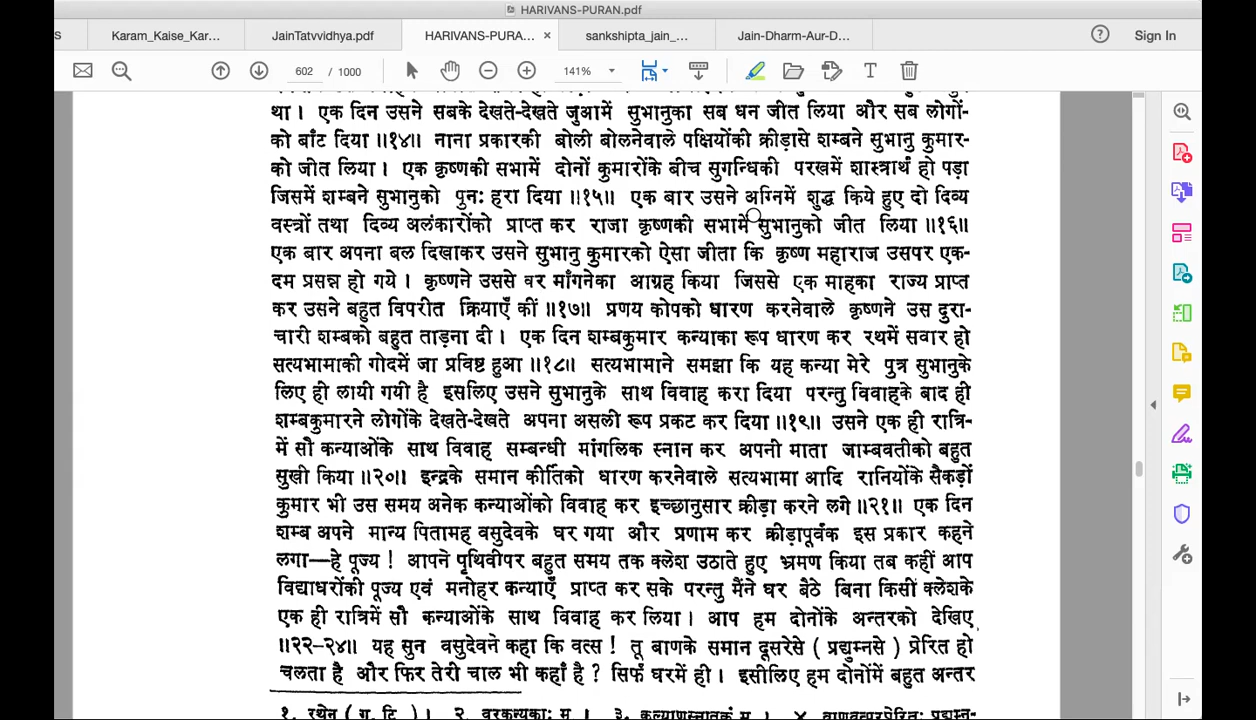 HARIVANS-PURAN.pdf
s Karam_Kaise_Kar... JainTatvvidhya.pdf HARIVANS-PURA... × sankshipta_jain_... Jain-Dharm-Aur-D... Sign In
602 / 1000 141%
था। एक दिन उसने सबके देखते-देखते जुआमें सुभानुका सब धन जीत लिया और सब लोगों-
को बाँट दिया ॥१४॥ नाना प्रकारकी बोली बोलनेवाले पक्षियोंकी क्रीड़ासे शम्बने सुभानु कुमार-
को जीत लिया। एक कृष्णकी सभामें दोनों कुमारोंके बीच सुगन्धिकी परखमें शास्त्रार्थ हो पड़ा
जिसमें शम्बने सुभानुको पुनः हरा दिया ॥१५॥ एक बार उसने अग्निमें शुद्ध किये हुए दो दिव्य
वस्त्रों तथा दिव्य अलंकारोंको प्राप्त कर राजा कृष्णकी सभामें सुभानुको जीत लिया ॥१६॥
एक बार अपना बल दिखाकर उसने सुभानु कुमारको ऐसा जीता कि कृष्ण महाराज उसपर एक-
दम प्रसन्न हो गये। कृष्णने उससे वर माँगनेका आग्रह किया जिससे एक माहका राज्य प्राप्त
कर उसने बहुत विपरीत क्रियाएँ कीं ॥१७॥ प्रणय कोपको धारण करनेवाले कृष्णने उस दुरा-
चारी शम्बको बहुत ताड़ना दी। एक दिन शम्बकुमार कन्याका रूप धारण कर रथमें सवार हो
सत्यभामाकी गोदमें जा प्रविष्ट हुआ ॥१८॥ सत्यभामाने समझा कि यह कन्या मेरे पुत्र सुभानुके
लिए ही लायी गयी है इसलिए उसने सुभानुके साथ विवाह करा दिया परन्तु विवाहके बाद ही
शम्बकुमारने लोगोंके देखते-देखते अपना असली रूप प्रकट कर दिया ॥१९॥ उसने एक ही रात्रि-
में सौ कन्याओंके साथ विवाह सम्बन्धी मांगलिक स्नान कर अपनी माता जाम्बवतीको बहुत
सुखी किया ॥२०॥ इन्द्रके समान कीर्तिको धारण करनेवाले सत्यभामा आदि रानियोंके सैकड़ों
कुमार भी उस समय अनेक कन्याओंको विवाह कर इच्छानुसार क्रीड़ा करने लगे ॥२१॥ एक दिन
शम्ब अपने मान्य पितामह वसुदेवके घर गया और प्रणाम कर क्रीड़ापूर्वक इस प्रकार कहने
लगा—हे पूज्य! आपने पृथिवीपर बहुत समय तक क्लेश उठाते हुए भ्रमण किया तब कहीं आप
विद्याधरोंकी पूज्य एवं मनोहर कन्याएँ प्राप्त कर सके परन्तु मैंने घर बैठे बिना किसी क्लेशके
एक ही रात्रिमें सौ कन्याओंके साथ विवाह कर लिया। आप हम दोनोंके अन्तरको देखिए
॥२२-२४॥ यह सुन वसुदेवने कहा कि वत्स! तू बाणके समान दूसरेसे (प्रद्युम्नसे) प्रेरित हो
चलता है और फिर तेरी चाल भी कहाँ है? सिर्फ घरमें ही। इसीलिए हम दोनोंमें बहुत अन्तर